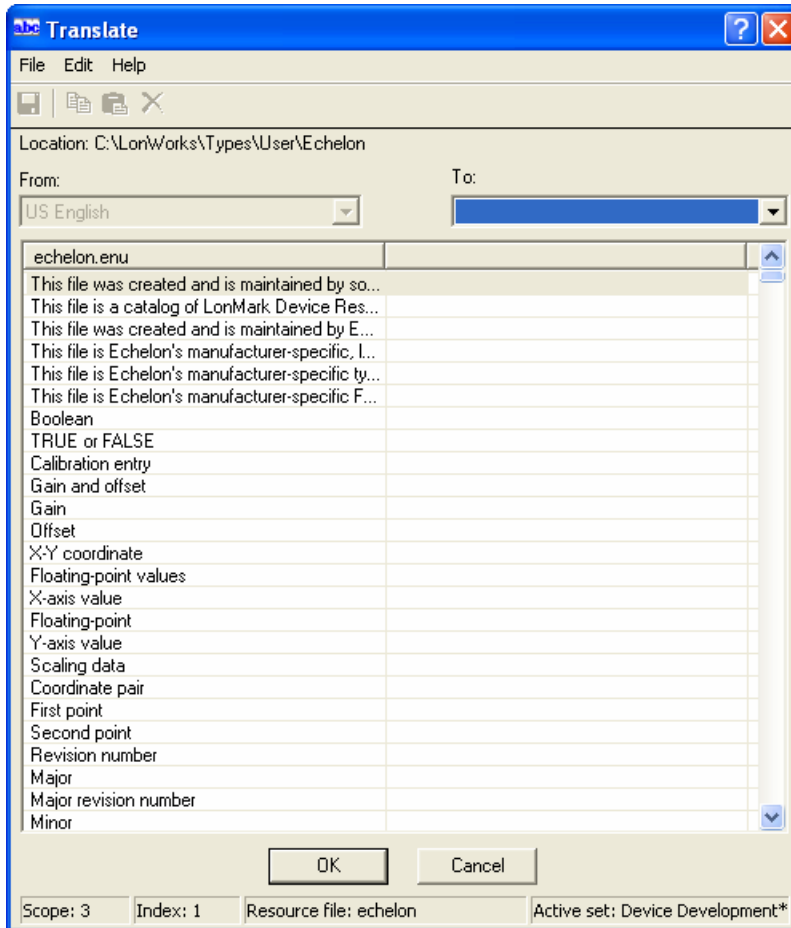 abc Translate
File Edit Help
Location: C:\LonWorks\Types\User\Echelon
From: To:
US English
echelon.enu
This file was created and is maintained by so...
This file is a catalog of LonMark Device Res...
This file was created and is maintained by E...
This file is Echelon's manufacturer-specific, l...
This file is Echelon's manufacturer-specific ty...
This file is Echelon's manufacturer-specific F...
Boolean
TRUE or FALSE
Calibration entry
Gain and offset
Gain
Offset
X-Y coordinate
Floating-point values
X-axis value
Floating-point
Y-axis value
Scaling data
Coordinate pair
First point
Second point
Revision number
Major
Major revision number
Minor
OK Cancel
Scope: 3 Index: 1 Resource file: echelon Active set: Device Development*